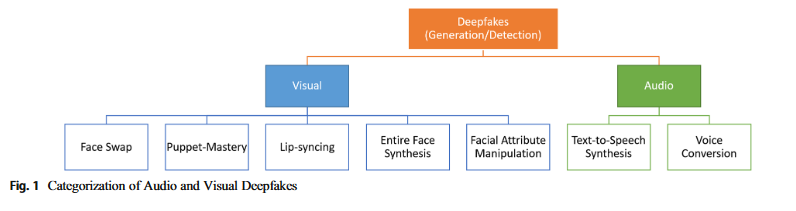 Deepfakes
(Generation/Detection)
Visual
Audio
Face Swap
Puppet-Mastery
Lip-syncing
Entire Face
Synthesis
Facial Attribute
Manipulation
Text-to-Speech
Synthesis
Voice
Conversion
Fig. 1 Categorization of Audio and Visual Deepfakes